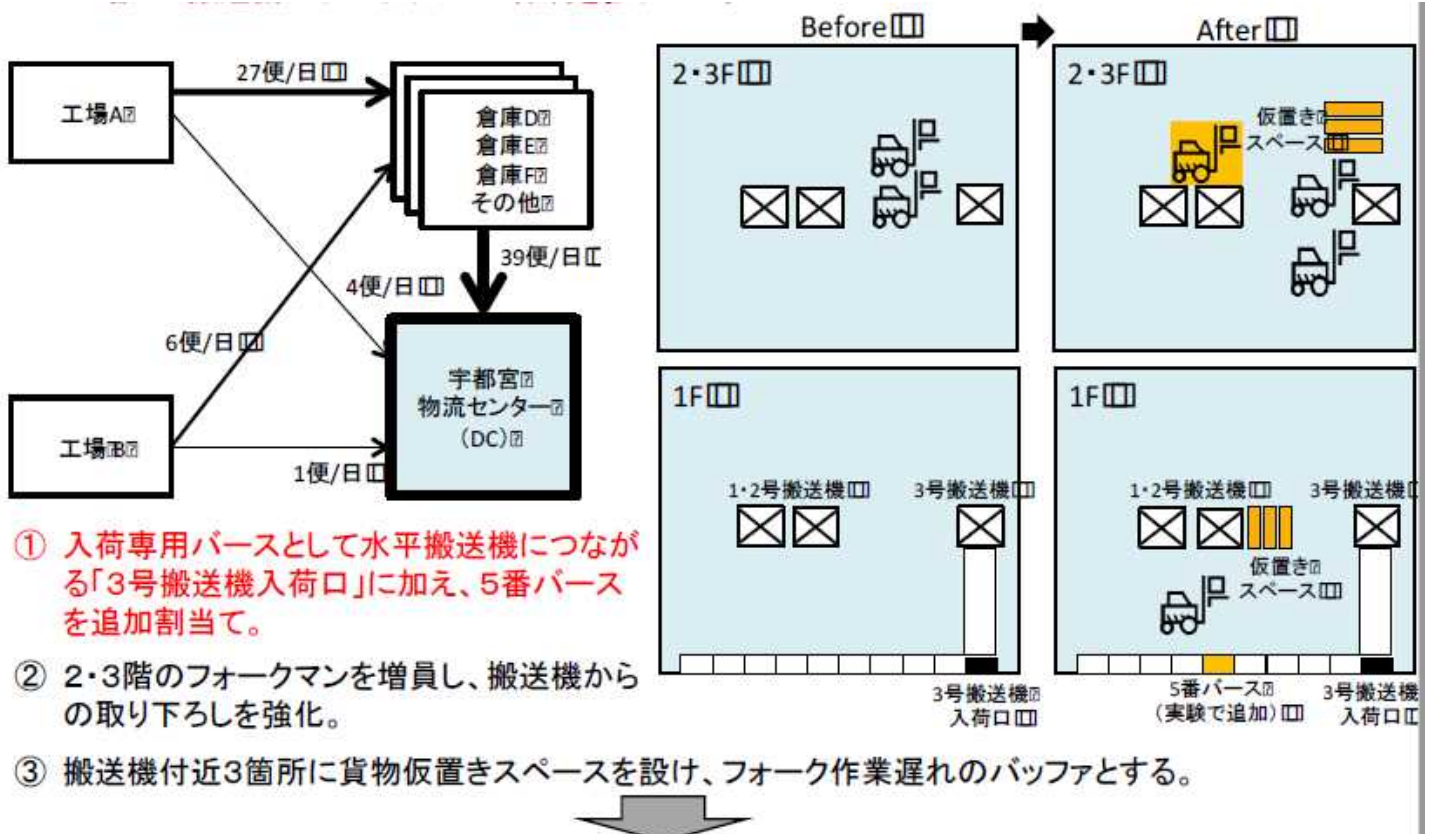 Before
After
27便/日
工場A
倉庫D
倉庫E
倉庫F
その他
39便/日
4便/日
6便/日
宇都宮
物流センター
(DC)
工場B
1便/日
2・3F
2・3F
仮置き
スペース
1F
1・2号搬送機
3号搬送機
3号搬送機
入荷口
1F
1・2号搬送機
3号搬送機
仮置き
スペース
5番バース
(実験で追加)
3号搬送機
入荷口
① 入荷専用バースとして水平搬送機につなが
る「3号搬送機入荷口」に加え、5番バース
を追加割当て。
② 2・3階のフォークマンを増員し、搬送機から
の取り下ろしを強化。
③ 搬送機付近3箇所に貨物仮置きスペースを設け、フォーク作業遅れのバッファとする。